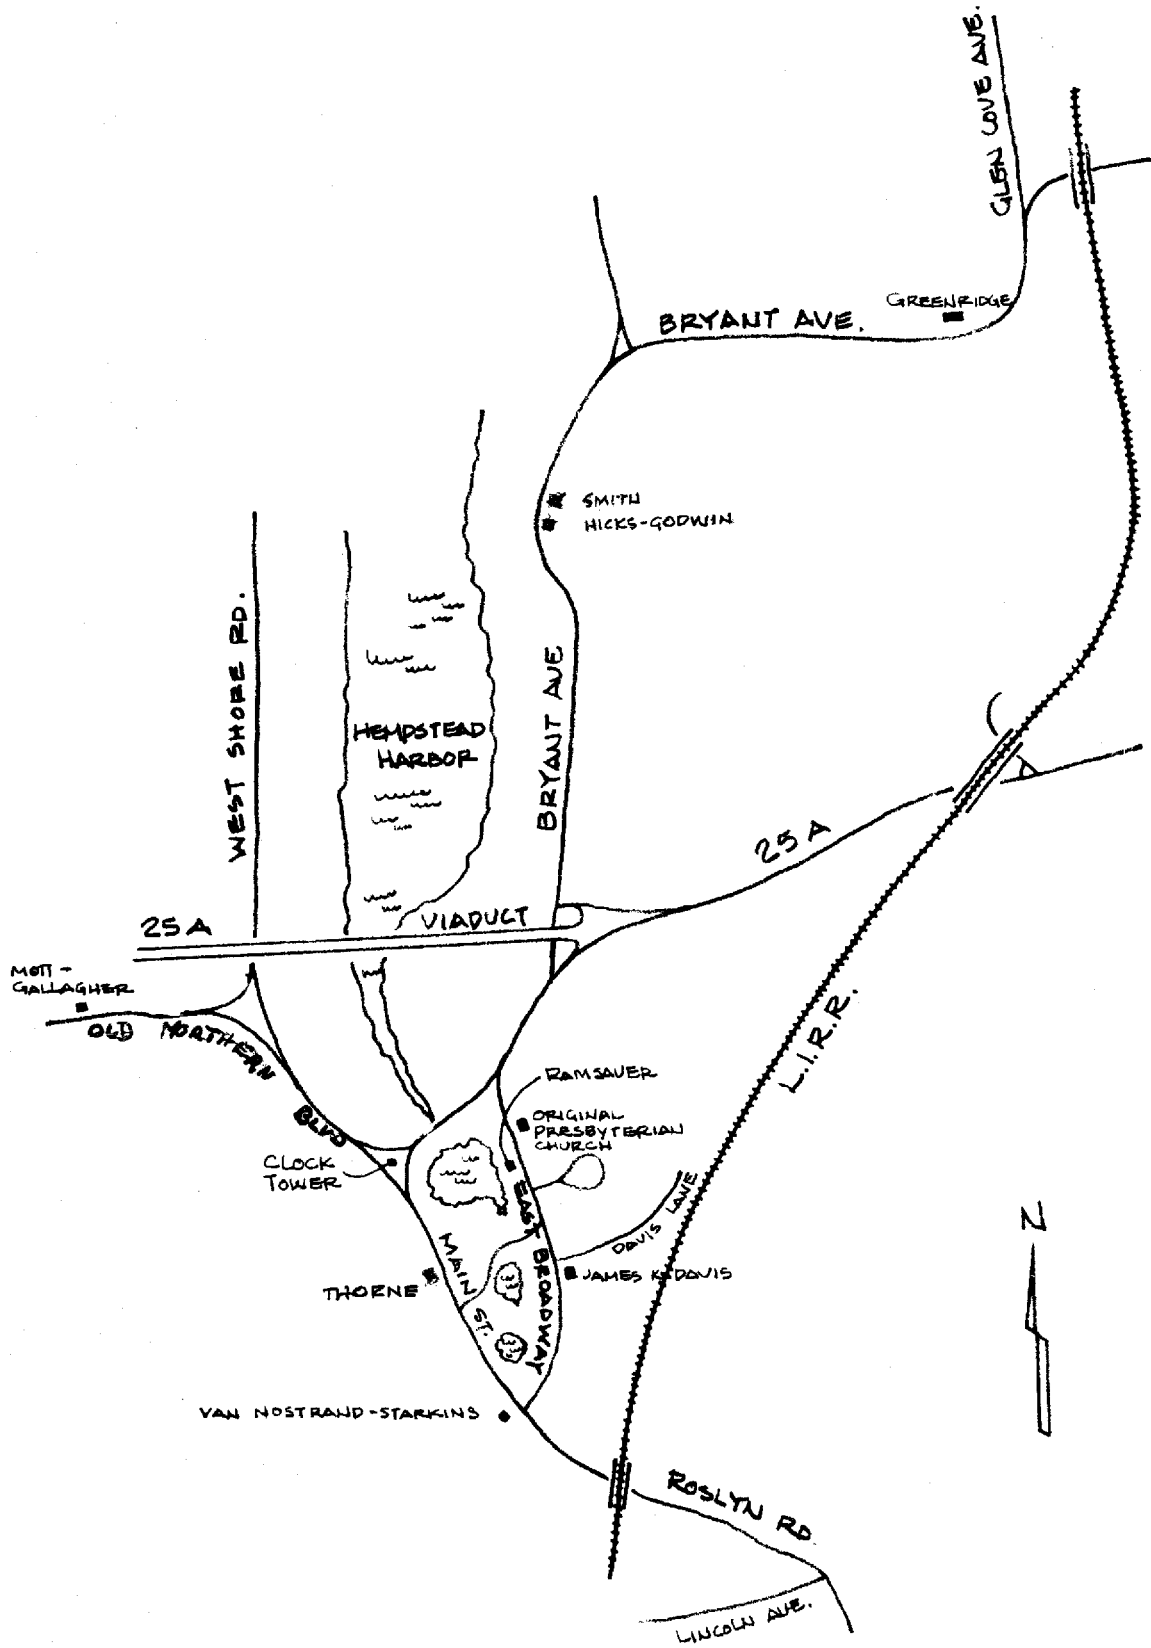 GLEN COVE AVE.
GREENRIDGE
BRYANT AVE.
SMITH
HICKS-GODWIN
WEST SHORE RD.
HEMPSTEAD
HARBOR
BRYANT AVE
25A
VIADUCT
25A
MOTT-
GALLAGHER
OLD NORTHERN
BLVD
L.I.R.R.
RAMSAUER
ORIGINAL
PRESBYTERIAN
CHURCH
CLOCK
TOWER
EAST BROADWAY
DAVIS LANE
MAIN
ST.
THORNE
JAMES K. DAVIS
N
VAN NOSTRAND-STARKINS
ROSLYN RD.
LINCOLN AVE.